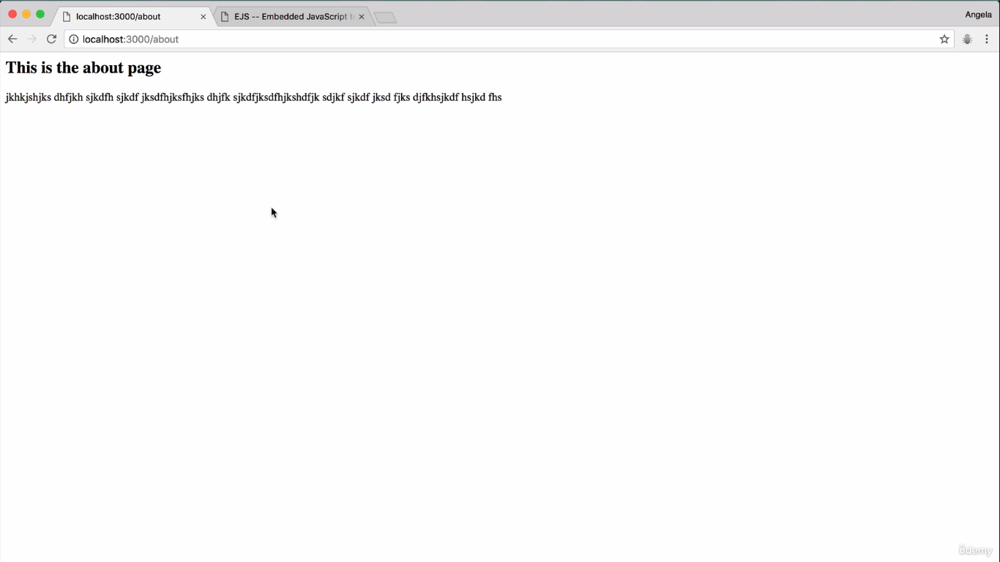 localhost:3000/about
EJS -- Embedded JavaScript t
Angela
localhost:3000/about
This is the about page
jkhkjshjks dhfjkh sjkdfh sjkdf jksdfhjksfhjks dhjfk sjkdfjksdfhjkshdfjk sdjkf sjkdf jksd fjks djfkhsjkdf hsjkd fhs
ûdemy